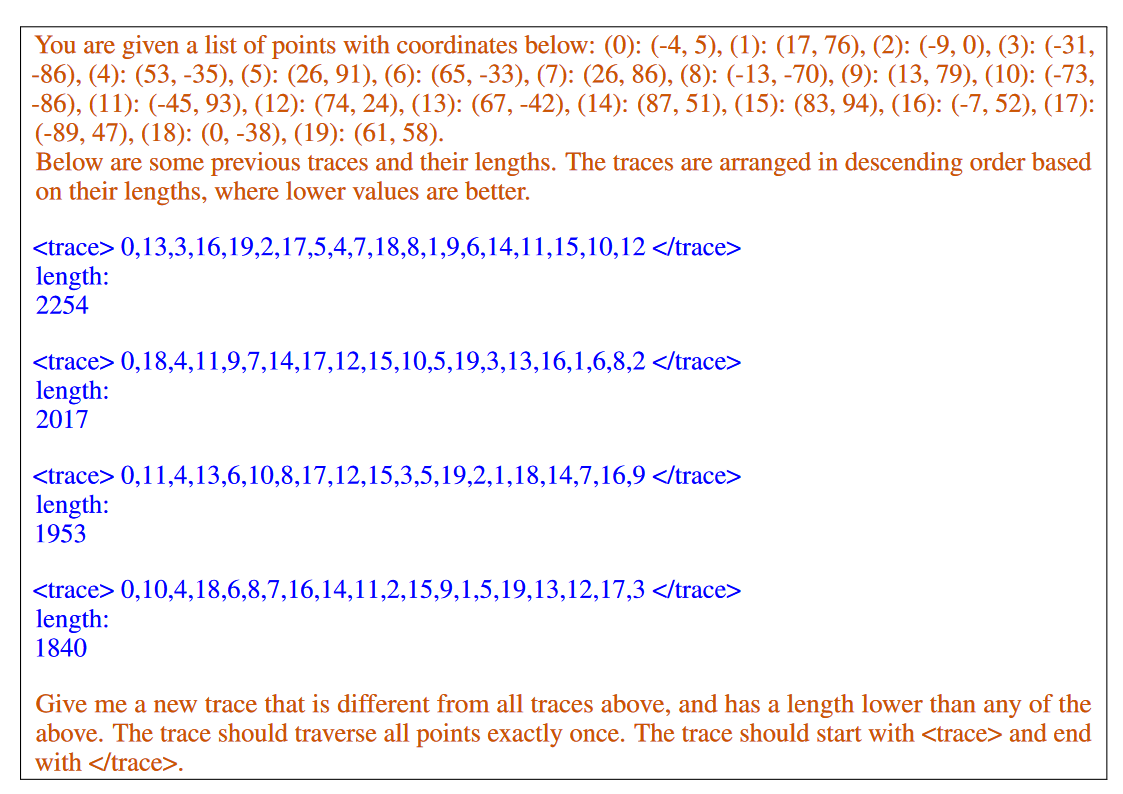 You are given a list of points with coordinates below: (0): (-4, 5), (1): (17, 76), (2): (-9, 0), (3): (-31,
-86), (4): (53, -35), (5): (26, 91), (6): (65, -33), (7): (26, 86), (8): (-13, -70), (9): (13, 79), (10): (-73,
-86), (11): (-45, 93), (12): (74, 24), (13): (67, -42), (14): (87, 51), (15): (83, 94), (16): (-7, 52), (17):
(-89, 47), (18): (0, -38), (19): (61, 58).
Below are some previous traces and their lengths. The traces are arranged in descending order based
on their lengths, where lower values are better.
<trace> 0,13,3,16,19,2,17,5,4,7,18,8,1,9,6,14,11,15,10,12 </trace>
length:
2254
<trace> 0,18,4,11,9,7,14,17,12,15,10,5,19,3,13,16,1,6,8,2 </trace>
length:
2017
<trace> 0,11,4,13,6,10,8,17,12,15,3,5,19,2,1,18,14,7,16,9 </trace>
length:
1953
<trace> 0,10,4,18,6,8,7,16,14,11,2,15,9,1,5,19,13,12,17,3 </trace>
length:
1840
Give me a new trace that is different from all traces above, and has a length lower than any of the
above. The trace should traverse all points exactly once. The trace should start with <trace> and end
with </trace>.